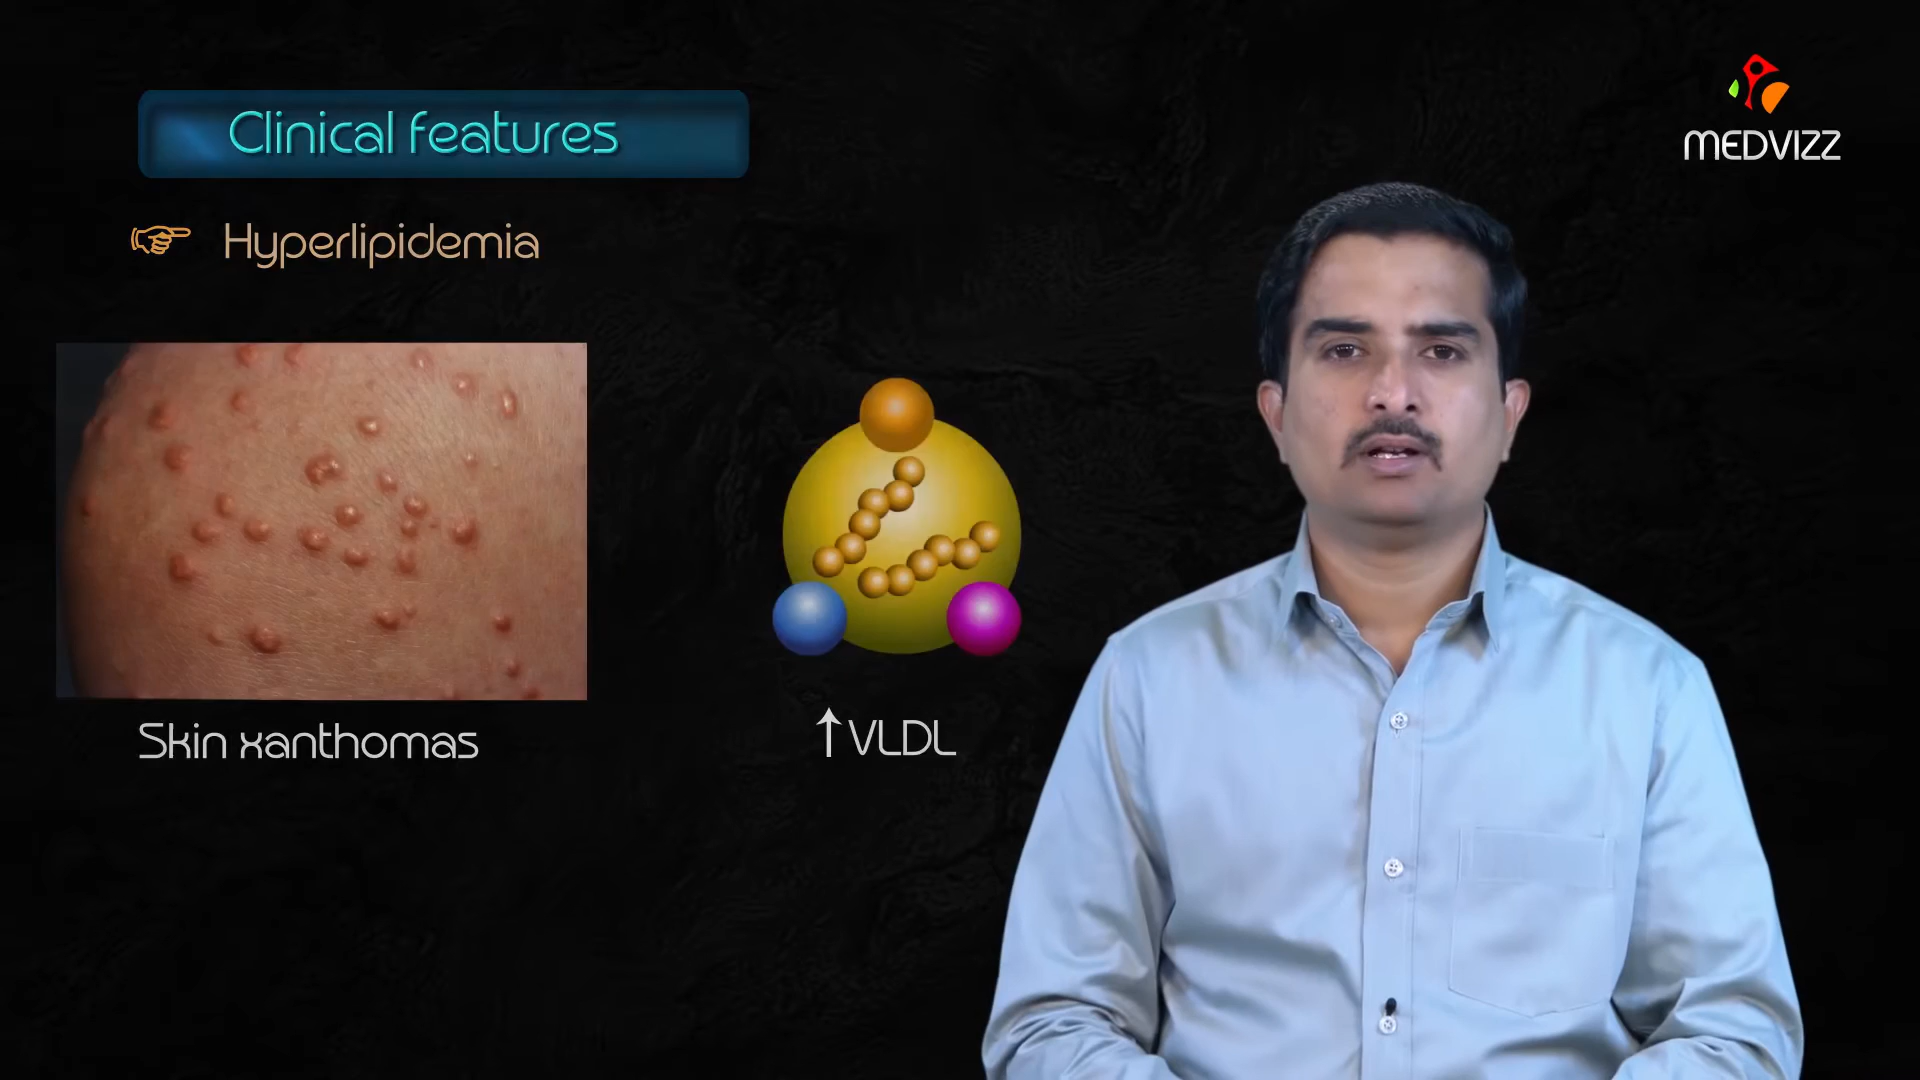 Clinical features
MEDVIZZ
☞ Hyperlipidemia
Skin xanthomas
↑VLDL